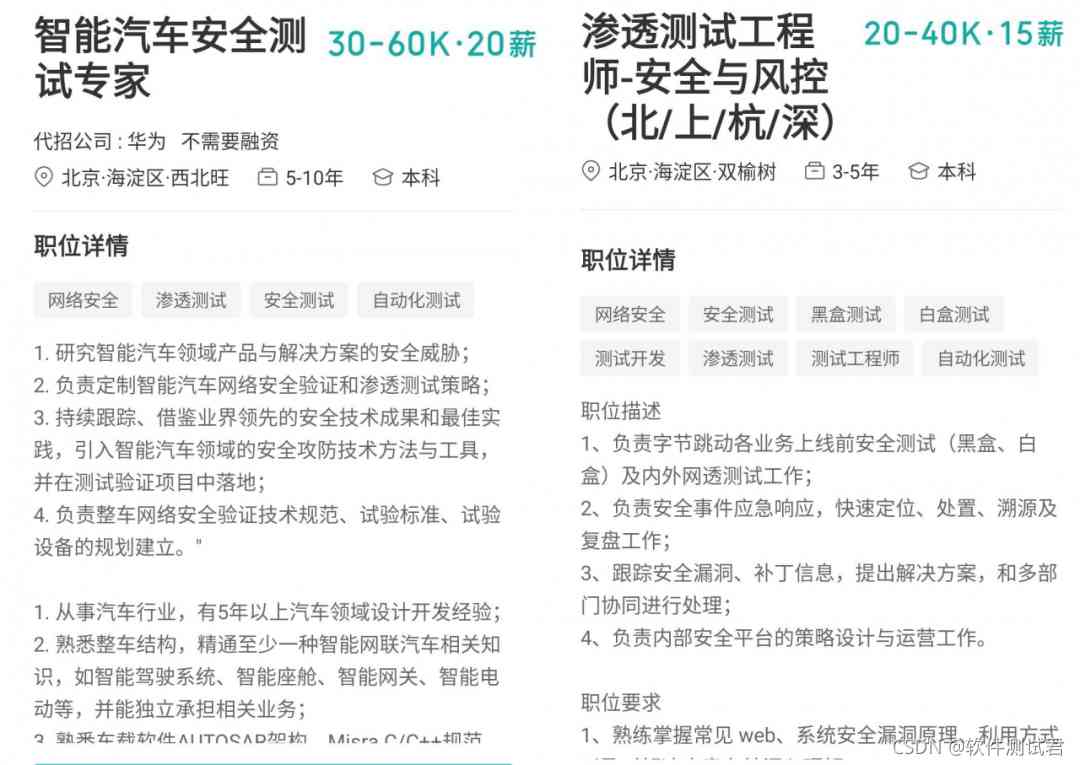 智能汽车安全测
试专家
30-60K·20薪
代招公司 : 华为 不需要融资
北京·海淀区·西北旺 5-10年 本科
职位详情
网络安全 渗透测试 安全测试 自动化测试
1. 研究智能汽车领域产品与解决方案的安全威胁；
2. 负责定制智能汽车网络安全验证和渗透测试策略；
3. 持续跟踪、借鉴业界领先的安全技术成果和最佳实
践，引入智能汽车领域的安全攻防技术方法与工具，
并在测试验证项目中落地；
4. 负责整车网络安全验证技术规范、试验标准、试验
设备的规划建立。"
1. 从事汽车行业，有5年以上汽车领域设计开发经验；
2. 熟悉整车结构，精通至少一种智能网联汽车相关知
识，如智能驾驶系统、智能座舱、智能网关、智能电
动等，并能独立承担相关业务；
3. 熟悉车载软件AUTOSAR架构、Misra C/C++规范
渗透测试工程
师-安全与风控
（北/上/杭/深）
20-40K·15薪
北京·海淀区·双榆树 3-5年 本科
职位详情
网络安全 安全测试 黑盒测试 白盒测试
测试开发 渗透测试 测试工程师 自动化测试
职位描述
1、负责字节跳动各业务上线前安全测试（黑盒、白
盒）及内外网透测试工作；
2、负责安全事件应急响应，快速定位、处置、溯源及
复盘工作；
3、跟踪安全漏洞、补丁信息，提出解决方案，和多部
门协同进行处理；
4、负责内部安全平台的策略设计与运营工作。
职位要求
1、熟练掌握常见 web、系统安全漏洞原理、利用方式
CSDN @软件测试君